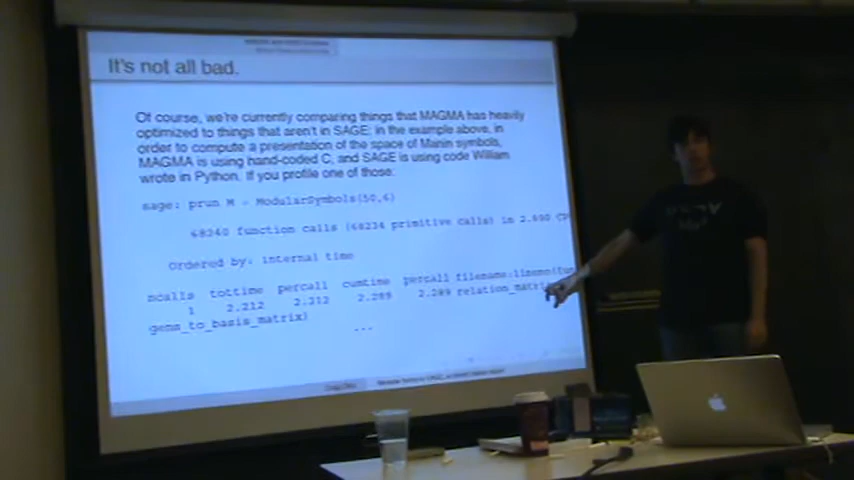 It's not all bad.
Of course, we're currently comparing things that MAGMA has heavily
optimized to things that aren't in SAGE; in the example above, in
order to compute a presentation of the space of Manin symbols,
MAGMA is using hand-coded C, and SAGE is using code William
wrote in Python. If you profile one of those:
sage: prun M = ModularSymbols(50,6)
68240 function calls (68234 primitive calls) in 2.690 CP
Ordered by: internal time
ncalls tottime percall cumtime percall filename:lineno(fun
1 2.212 2.212 2.289 2.289 relation_matri
gens_to_basis_matrix)
...